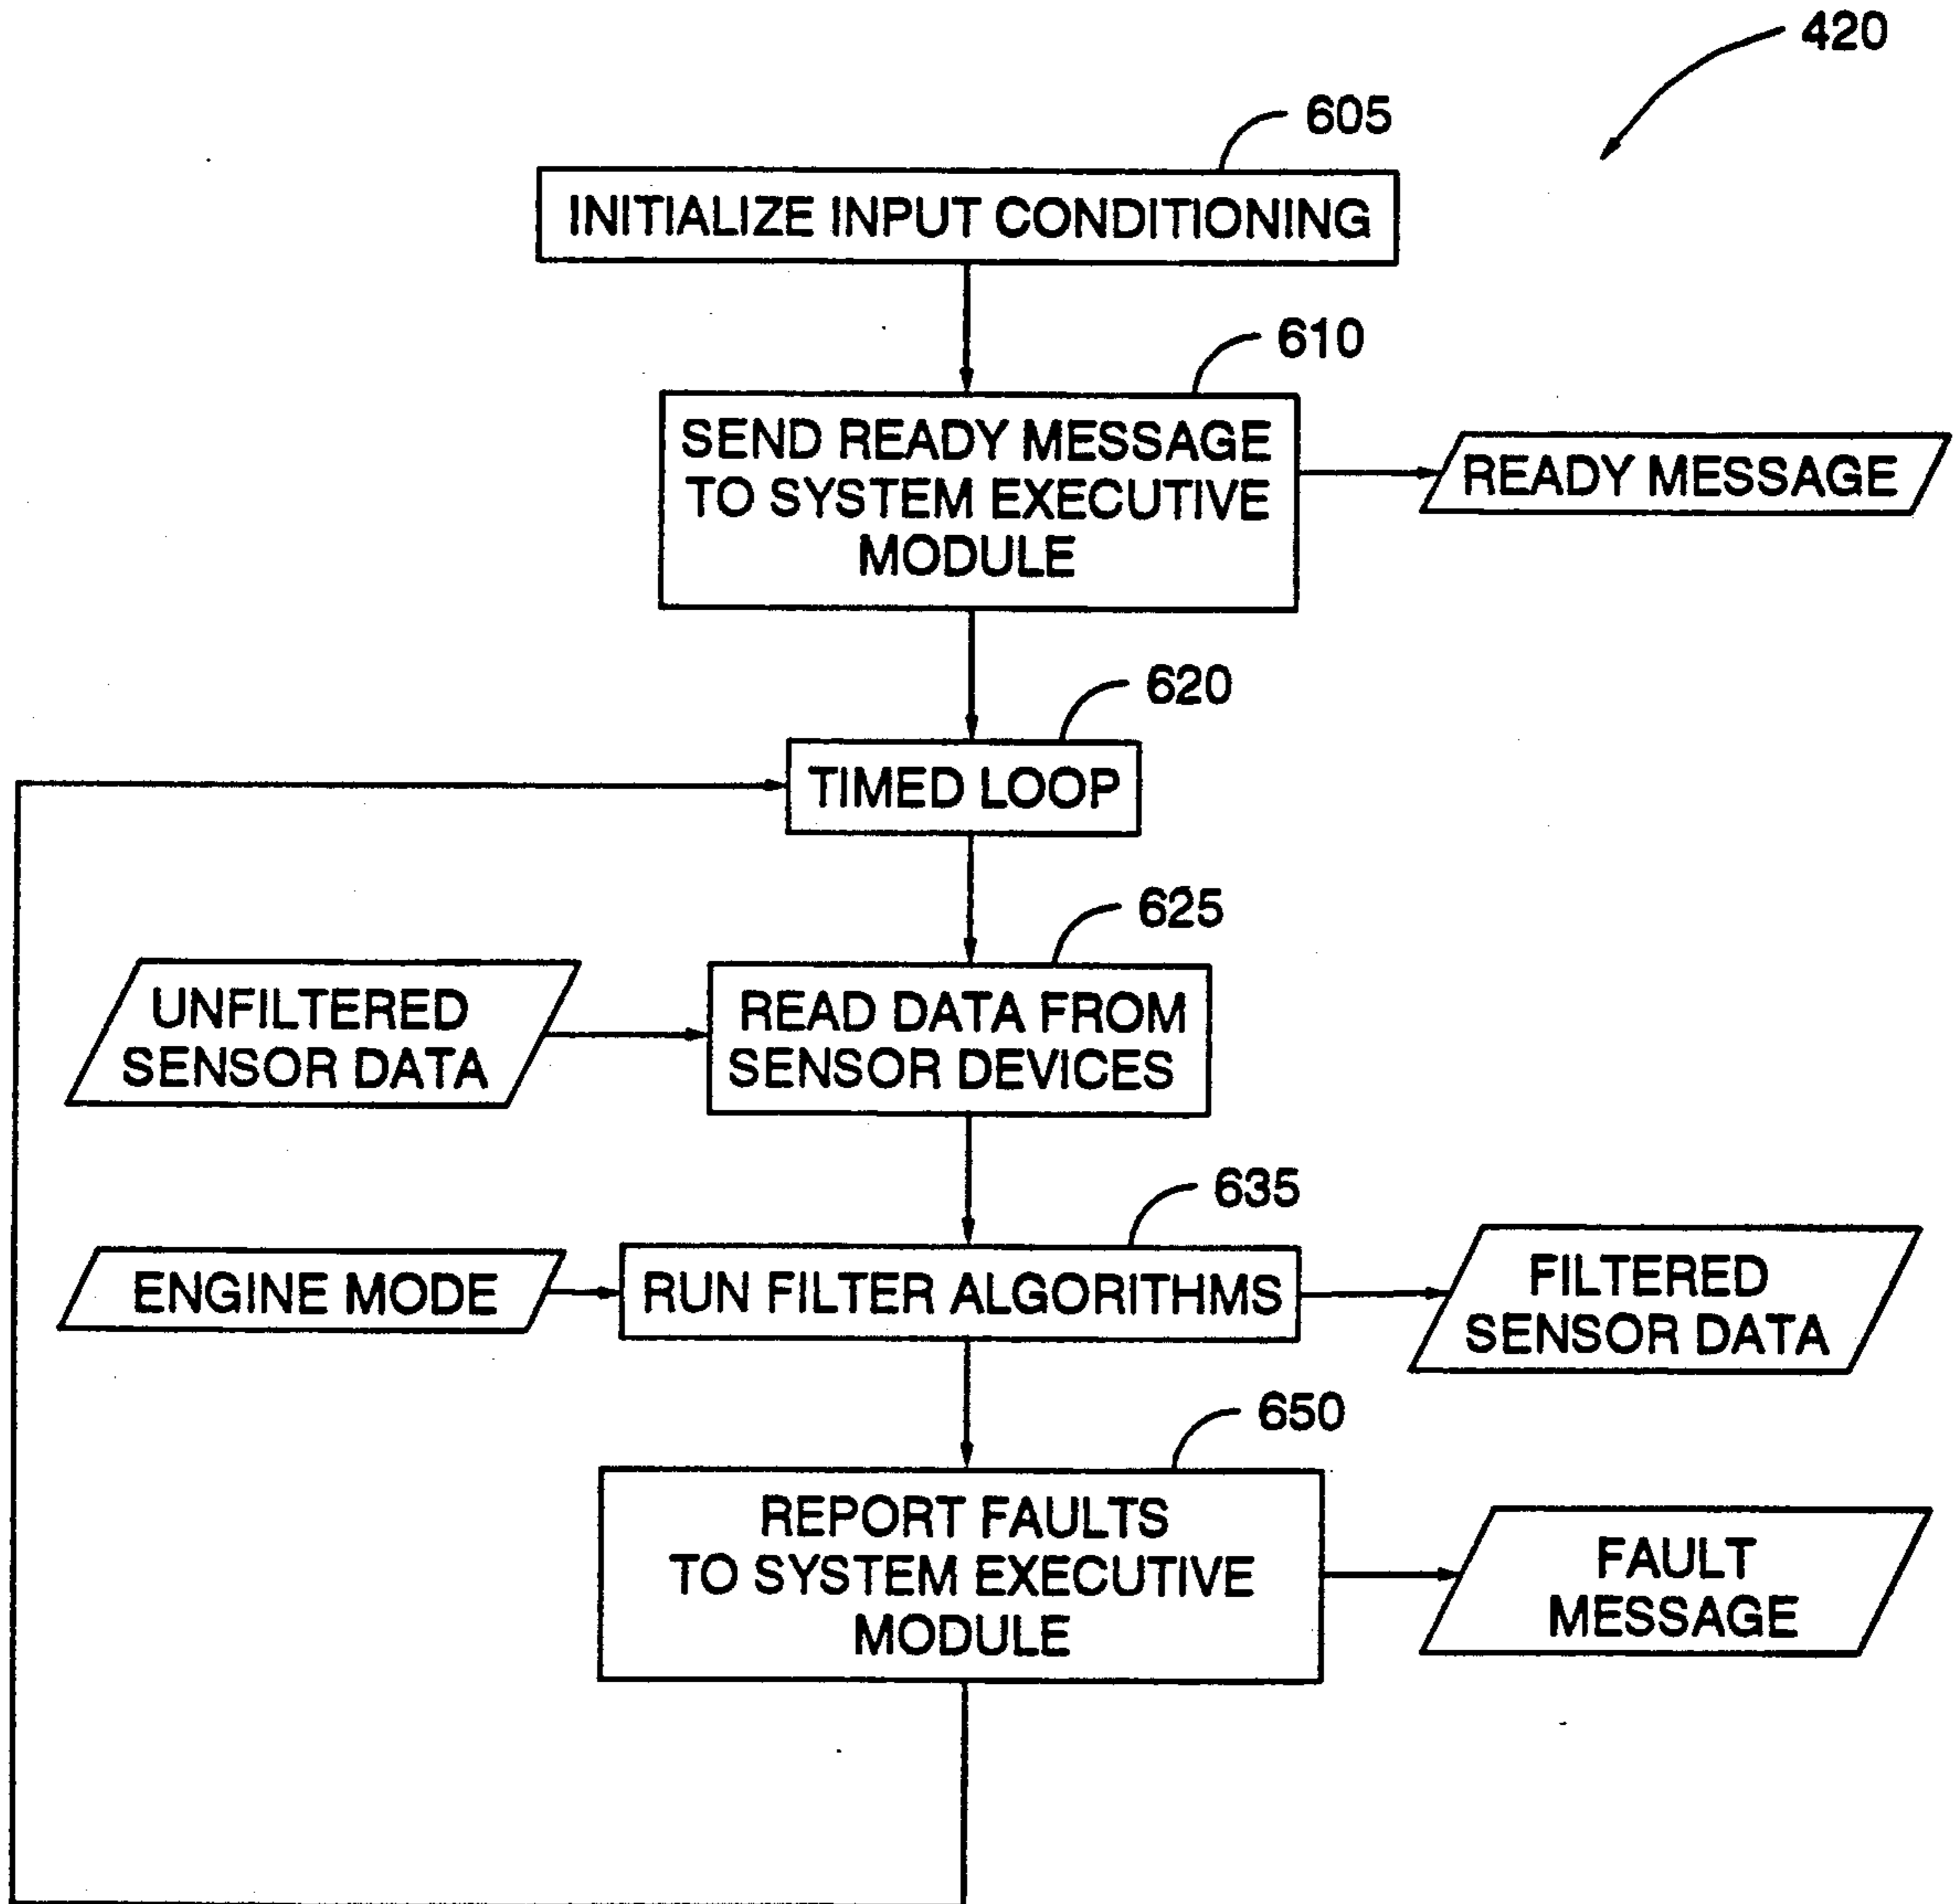 420
605
INITIALIZE INPUT CONDITIONING
610
SEND READY MESSAGE
TO SYSTEM EXECUTIVE
MODULE
READY MESSAGE
620
TIMED LOOP
625
UNFILTERED
SENSOR DATA
READ DATA FROM
SENSOR DEVICES
635
ENGINE MODE
RUN FILTER ALGORITHMS
FILTERED
SENSOR DATA
650
REPORT FAULTS
TO SYSTEM EXECUTIVE
MODULE
FAULT
MESSAGE